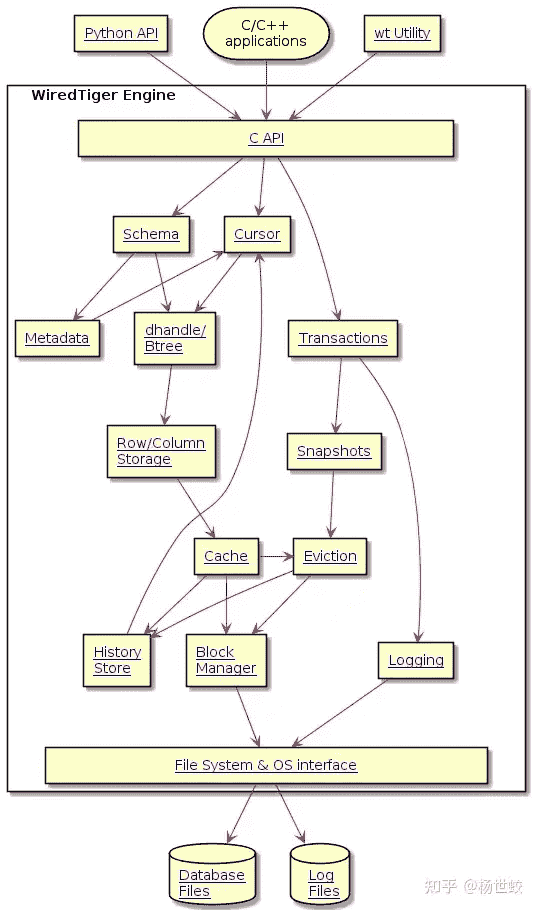 Python API
C/C++
applications
wt Utility
WiredTiger Engine
C API
Schema
Cursor
Metadata
dhandle/
Btree
Transactions
Row/Column
Storage
Snapshots
Cache
Eviction
History
Store
Block
Manager
Logging
File System & OS interface
Database
Files
Log
Files
知乎 @杨世蛟